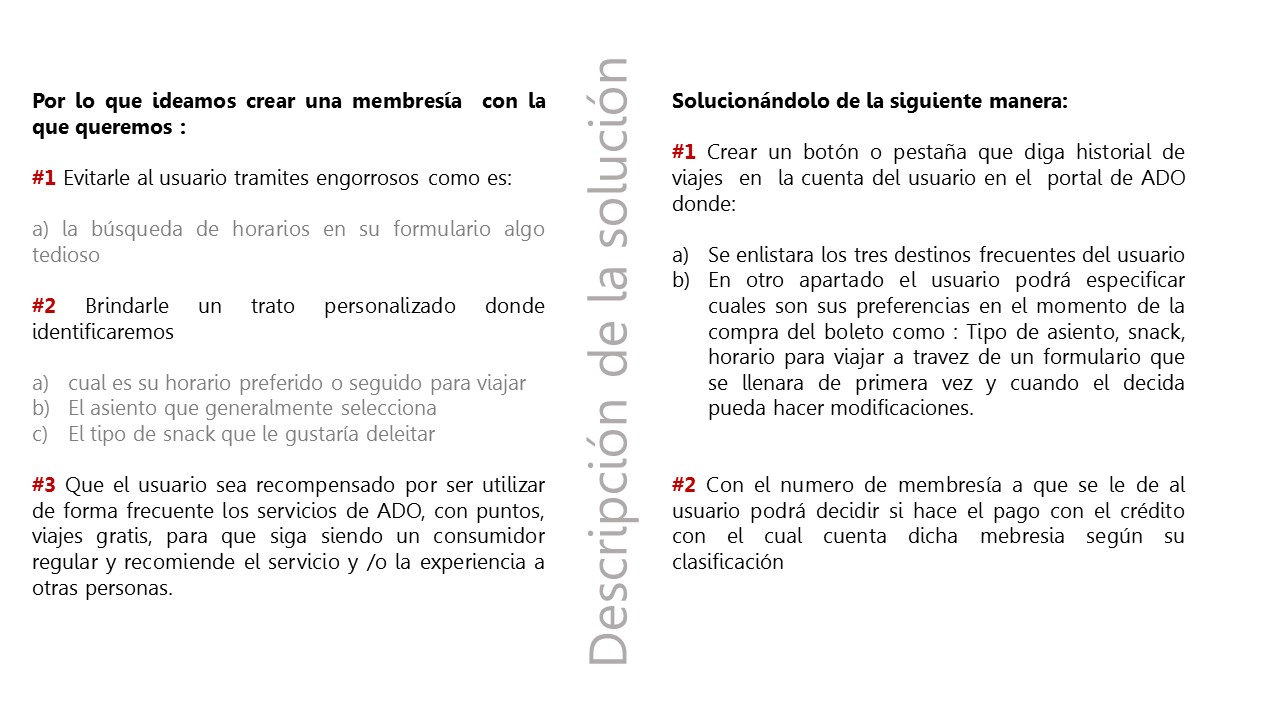 Por lo que ideamos crear una membresía con la
que queremos :
#1 Evitarle al usuario tramites engorrosos como es:
a) la búsqueda de horarios en su formulario algo
tedioso
#2 Brindarle un trato personalizado donde
identificaremos
a) cual es su horario preferido o seguido para viajar
b) El asiento que generalmente selecciona
c) El tipo de snack que le gustaría deleitar
#3 Que el usuario sea recompensado por ser utilizar
de forma frecuente los servicios de ADO, con puntos,
viajes gratis, para que siga siendo un consumidor
regular y recomiende el servicio y /o la experiencia a
otras personas.
Descripción de la solución
Solucionándolo de la siguiente manera:
#1 Crear un botón o pestaña que diga historial de
viajes en la cuenta del usuario en el portal de ADO
donde:
a) Se enlistara los tres destinos frecuentes del usuario
b) En otro apartado el usuario podrá especificar
cuales son sus preferencias en el momento de la
compra del boleto como : Tipo de asiento, snack,
horario para viajar a travez de un formulario que
se llenara de primera vez y cuando el decida
pueda hacer modificaciones.
#2 Con el numero de membresía a que se le de al
usuario podrá decidir si hace el pago con el crédito
con el cual cuenta dicha mebresia según su
clasificación